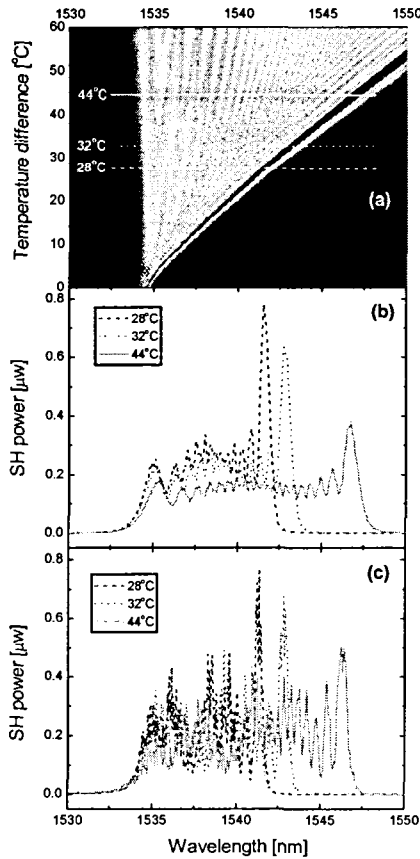 60
50
40
30
20
10
0
Temperature difference [°C]
44°C
32°C
28°C
(a)
1530 1535 1540 1545 1550
0.8
0.6
0.4
0.2
0.0
SH power [μw]
28°C
32°C
44°C
(b)
0.8
0.6
0.4
0.2
0.0
SH power [μw]
28°C
32°C
44°C
(c)
1530 1535 1540 1545 1550
Wavelength [nm]